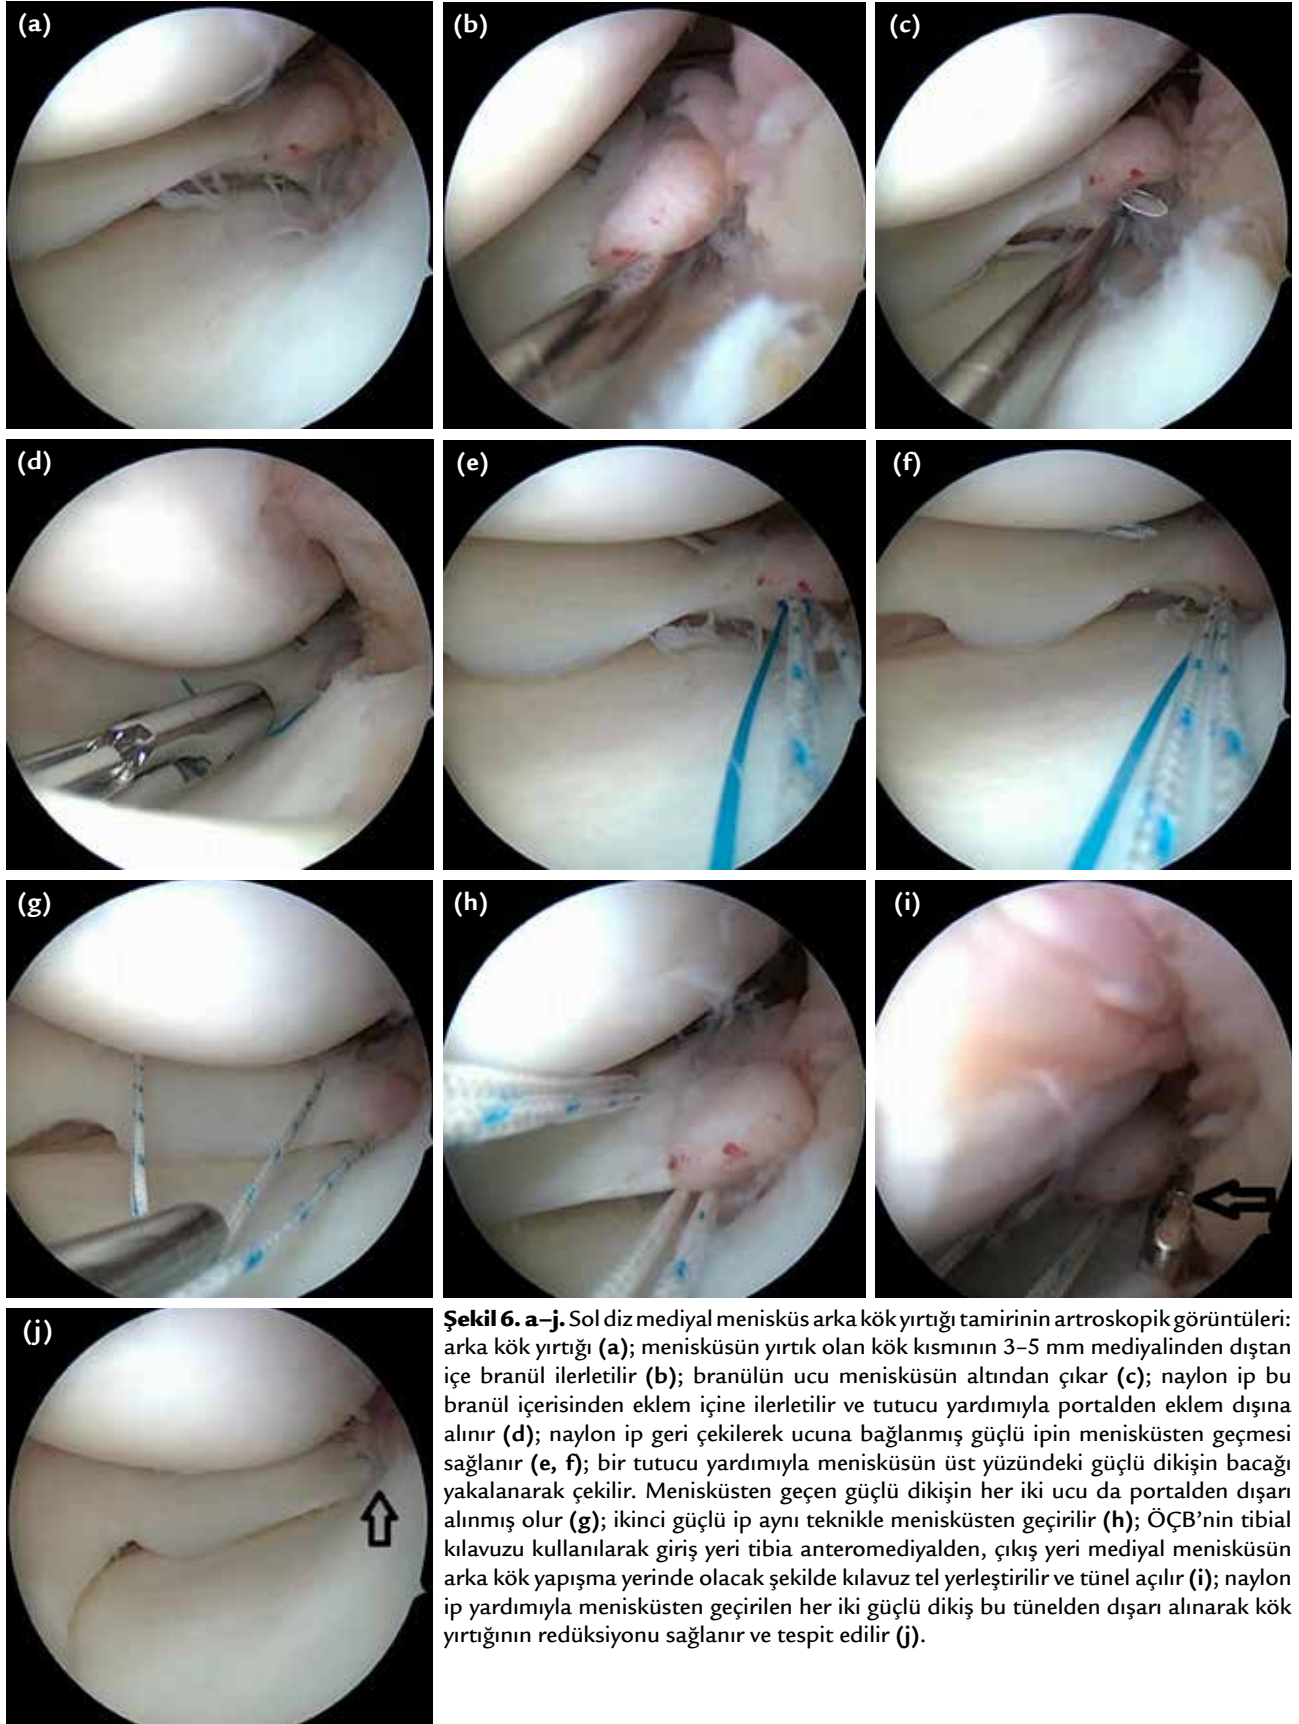 (a)
(b)
(c)
(d)
(e)
(f)
(g)
(h)
(i)
(j)
Şekil 6. a–j. Sol diz mediyal menisküs arka kök yırtığı tamirinin artroskopik görüntüleri:
arka kök yırtığı (a); menisküsün yırtık olan kök kısmının 3–5 mm mediyalinden dıştan
içe branül ilerletilir (b); branülün ucu menisküsün altından çıkar (c); naylon ip bu
branül içerisinden eklem içine ilerletilir ve tutucu yardımıyla portalden eklem dışına
alınır (d); naylon ip geri çekilerek ucuna bağlanmış güçlü ipin menisküsten geçmesi
sağlanır (e, f); bir tutucu yardımıyla menisküsün üst yüzündeki güçlü dikişin bacağı
yakalanarak çekilir. Menisküsten geçen güçlü dikişin her iki ucu da portalden dışarı
alınmış olur (g); ikinci güçlü ip aynı teknikle menisküsten geçirilir (h); ÖÇB’nin tibial
kılavuzu kullanılarak giriş yeri tibia anteromediyalden, çıkış yeri mediyal menisküsün
arka kök yapışma yerinde olacak şekilde kılavuz tel yerleştirilir ve tünel açılır (i); naylon
ip yardımıyla menisküsten geçirilen her iki güçlü dikiş bu tünelden dışarı alınarak kök
yırtığının redüksiyonu sağlanır ve tespit edilir (j).